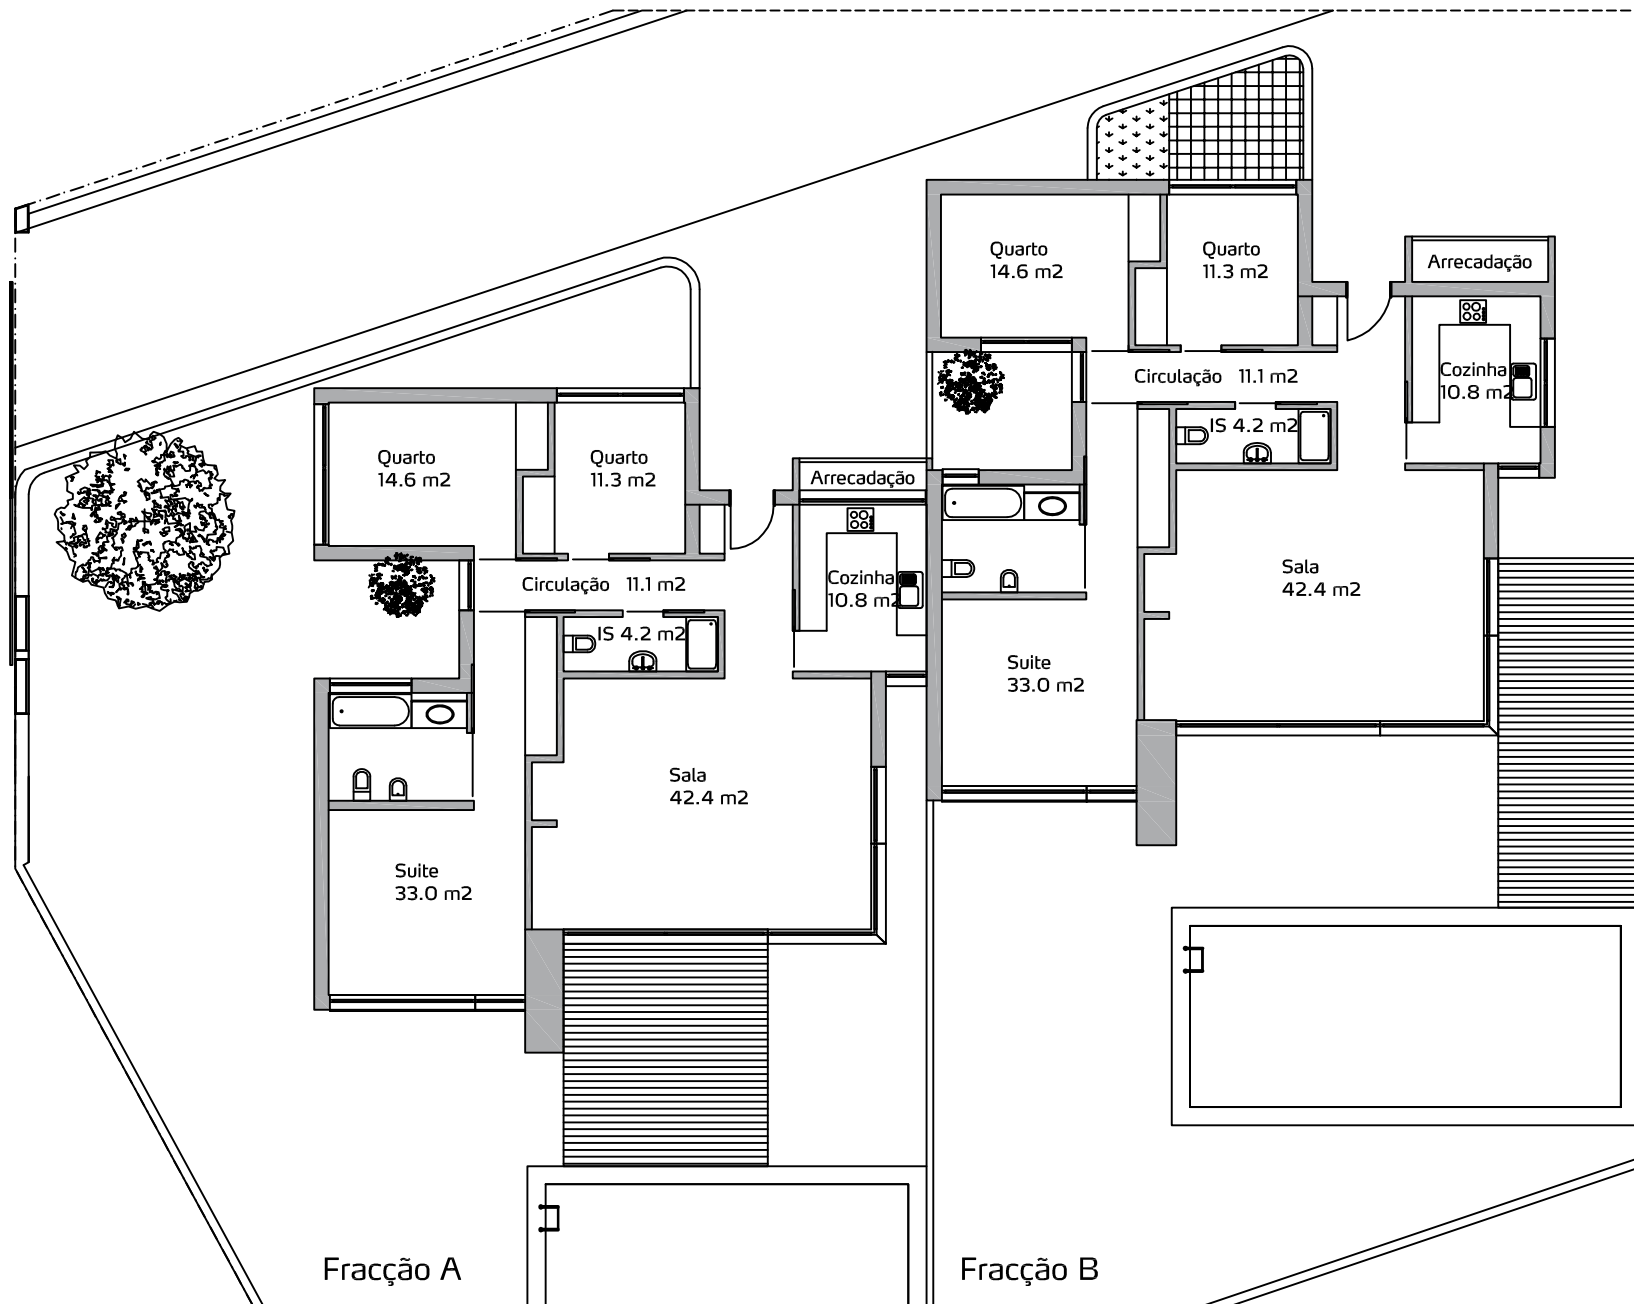 Quarto
14.6 m2
Quarto
11.3 m2
Arrecadação
Cozinha
10.8 m2
Circulação 11.1 m2
IS 4.2 m2
Sala
42.4 m2
Suite
33.0 m2
Quarto
14.6 m2
Quarto
11.3 m2
Arrecadação
Cozinha
10.8 m2
Circulação 11.1 m2
IS 4.2 m2
Sala
42.4 m2
Suite
33.0 m2
Fracção A
Fracção B